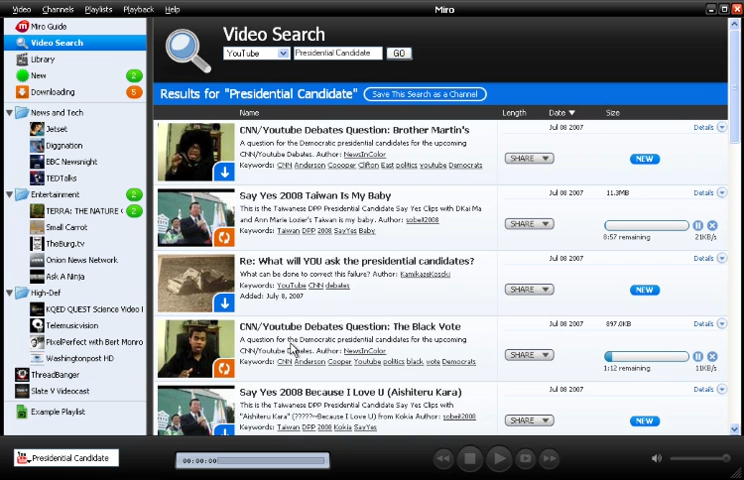 Video Channels Playlists Playback Help Miro
Miro Guide
Video Search
Library
New 2
Downloading 5
News and Tech
Jetset
Diggnation
BBC Newsnight
TEDTalks
Entertainment 2
TERRA: THE NATURE 2
Small Carrot
TheBurg.tv
Onion News Network
Ask A Ninja
High-Def
KQED QUEST Science Video
Telemusicvision
PixelPerfect with Bert Monro
Washingtonpost HD
ThreadBanger
Slate V Videocast
Example Playlist
Video Search
YouTube Presidential Candidate GO
Results for "Presidential Candidate" Save This Search as a Channel
Name Length Date Size
CNN/Youtube Debates Question: Brother Martin's Jul 08 2007 Details
A question for the Democratic presidential candidates for the upcoming
CNN/Youtube Debates. Author: NewsInColor SHARE NEW
Keywords: CNN Anderson Coooper Clifton East politics youtube Democrats
Say Yes 2008 Taiwan Is My Baby Jul 08 2007 11.3MB Details
This is the Taiwanese DPP Presidential Candidate Say Yes Clips with DKai Ma
and Ann Marie Lozier's Taiwan is my baby. Author: sobeit2008 SHARE
Keywords: Taiwan DPP 2008 SayYes Baby 8:57 remaining 21KB/s
Re: What will YOU ask the presidential candidates? Jul 08 2007 Details
What can be done to correct this failure? Author: KamikazeKoscki
Keywords: YouTube CNN debates SHARE NEW
Added: July 8, 2007
CNN/Youtube Debates Question: The Black Vote Jul 08 2007 897.0KB Details
A question for the Democratic presidential candidates for the upcoming
CNN/Youtube Debates. Author: NewsInColor SHARE
Keywords: CNN Anderson Cooper Youtube politics black vote Democrats 1:12 remaining 11KB/s
Say Yes 2008 Because I Love U (Aishiteru Kara) Jul 08 2007 Details
This is the Taiwanese DPP Presidential Candidate Say Yes Clips with
"Aishiteru Kara" (?????~Because I Love U) from Kokia Author: sobeit2008 SHARE NEW
Keywords: Taiwan DPP 2008 Kokia SayYes
Presidential Candidate 00:00:00
Miro